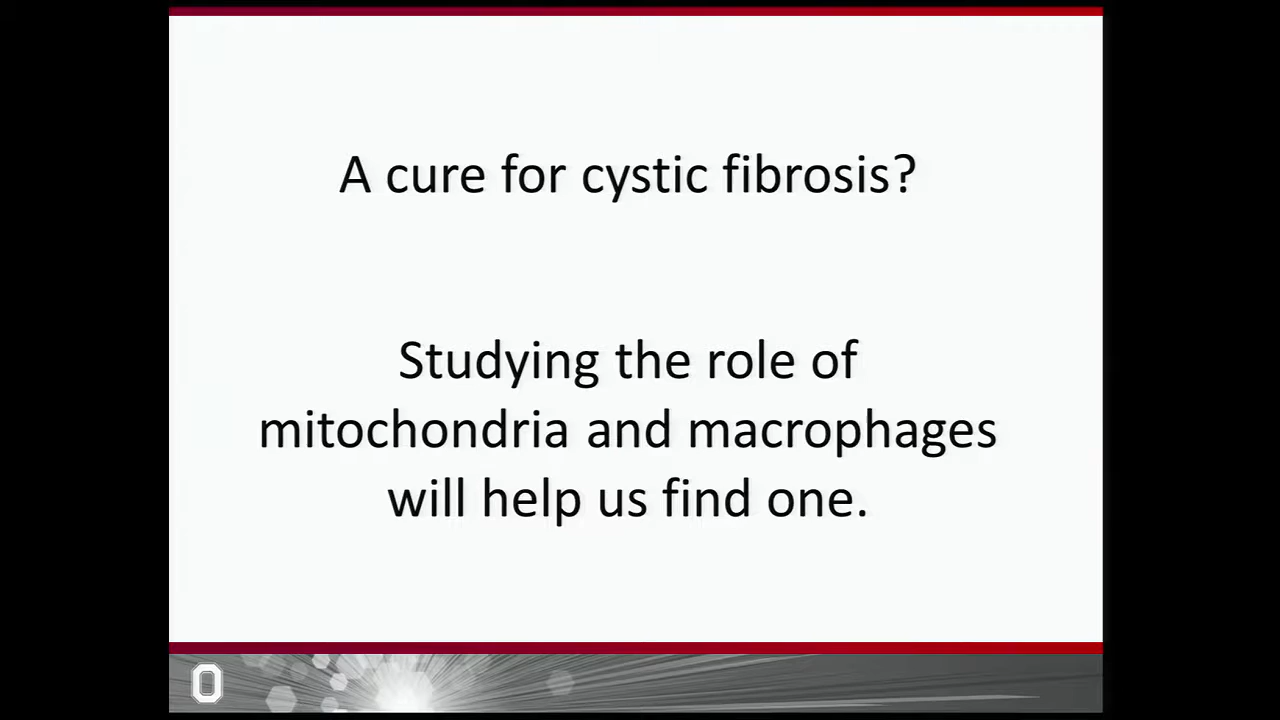 A cure for cystic fibrosis?
Studying the role of
mitochondria and macrophages
will help us find one.
O